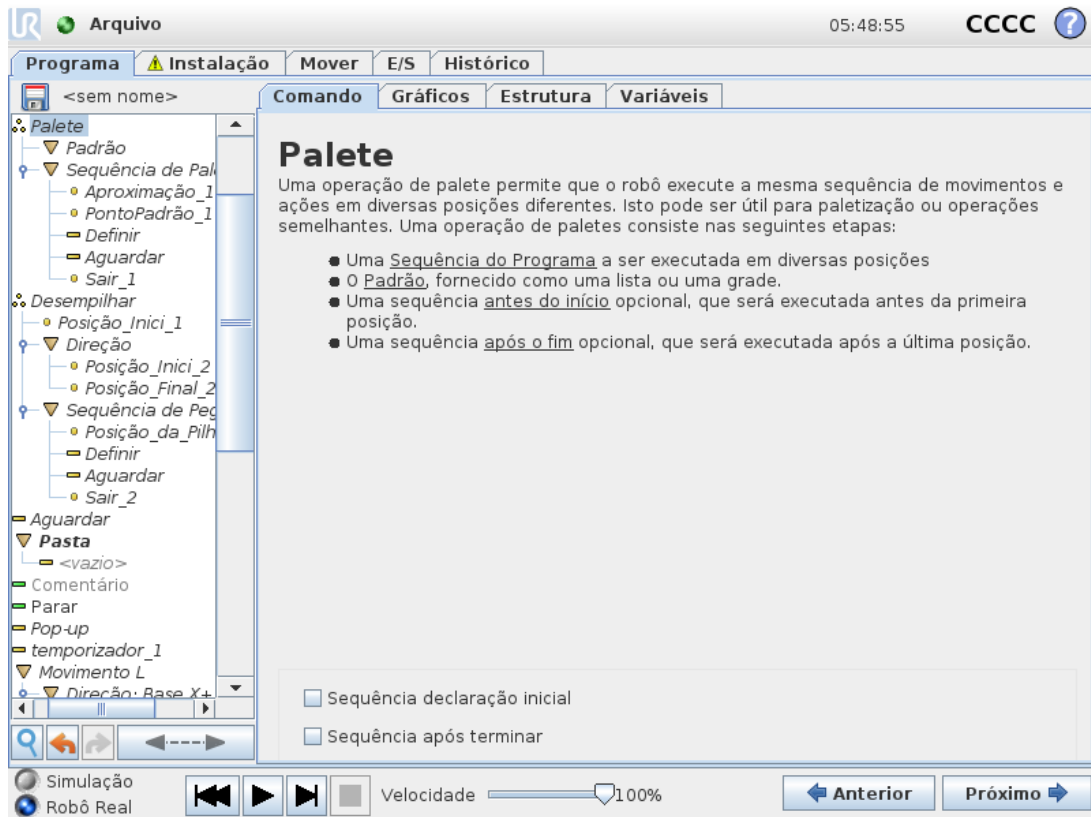 UR Arquivo 05:48:55 CCCC ?
Programa Instalação Mover E/S Histórico
<sem nome>
Comando Gráficos Estrutura Variáveis
Palete
Padrão
Sequência de Pal
Aproximação_1
PontoPadrão_1
Definir
Aguardar
Sair_1
Desempilhar
Posição_Inici_1
Direção
Posição_Inici_2
Posição_Final_2
Sequência de Peg
Posição_da_Pilh
Definir
Aguardar
Sair_2
Aguardar
Pasta
<vazio>
Comentário
Parar
Pop-up
temporizador_1
Movimento L
Direção: Base X+
Palete
Uma operação de palete permite que o robô execute a mesma sequência de movimentos e
ações em diversas posições diferentes. Isto pode ser útil para paletização ou operações
semelhantes. Uma operação de paletes consiste nas seguintes etapas:
Uma Sequência do Programa a ser executada em diversas posições
O Padrão, fornecido como uma lista ou uma grade.
Uma sequência antes do início opcional, que será executada antes da primeira
posição.
Uma sequência após o fim opcional, que será executada após a última posição.
Sequência declaração inicial
Sequência após terminar
Simulação
Robô Real
Velocidade 100%
Anterior Próximo